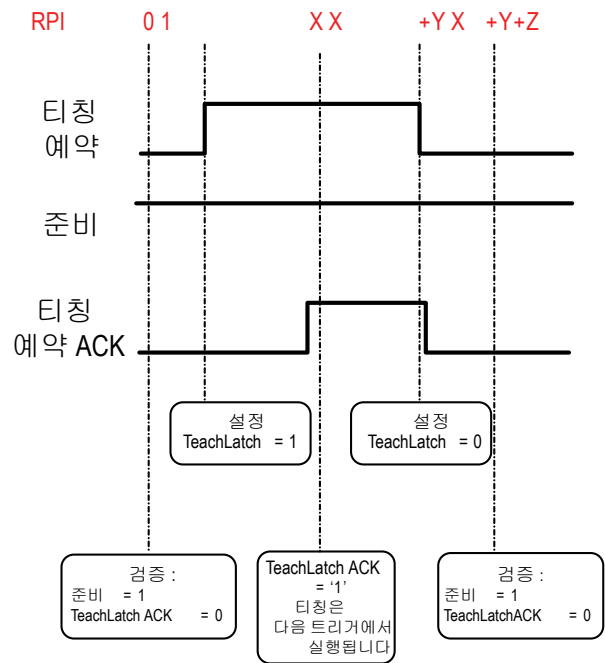 RPI 0 1 X X +Y X +Y+Z
티칭
예약
준비
티칭
예약 ACK
설정
TeachLatch = 1
설정
TeachLatch = 0
검증 :
준비 = 1
TeachLatch ACK = 0
TeachLatch ACK
= '1'
티칭은
다음 트리거에서
실행됩니다
검증 :
준비 = 1
TeachLatchACK = 0